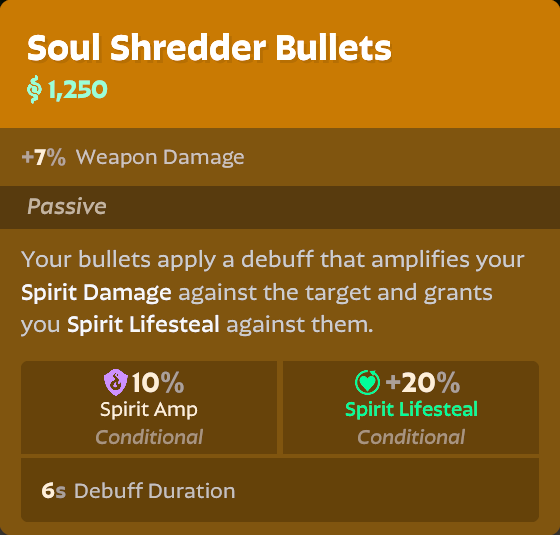 Soul Shredder Bullets
1,250
+7% Weapon Damage
Passive
Your bullets apply a debuff that amplifies your
Spirit Damage against the target and grants
you Spirit Lifesteal against them.
10% +20%
Spirit Amp Spirit Lifesteal
Conditional Conditional
6s Debuff Duration